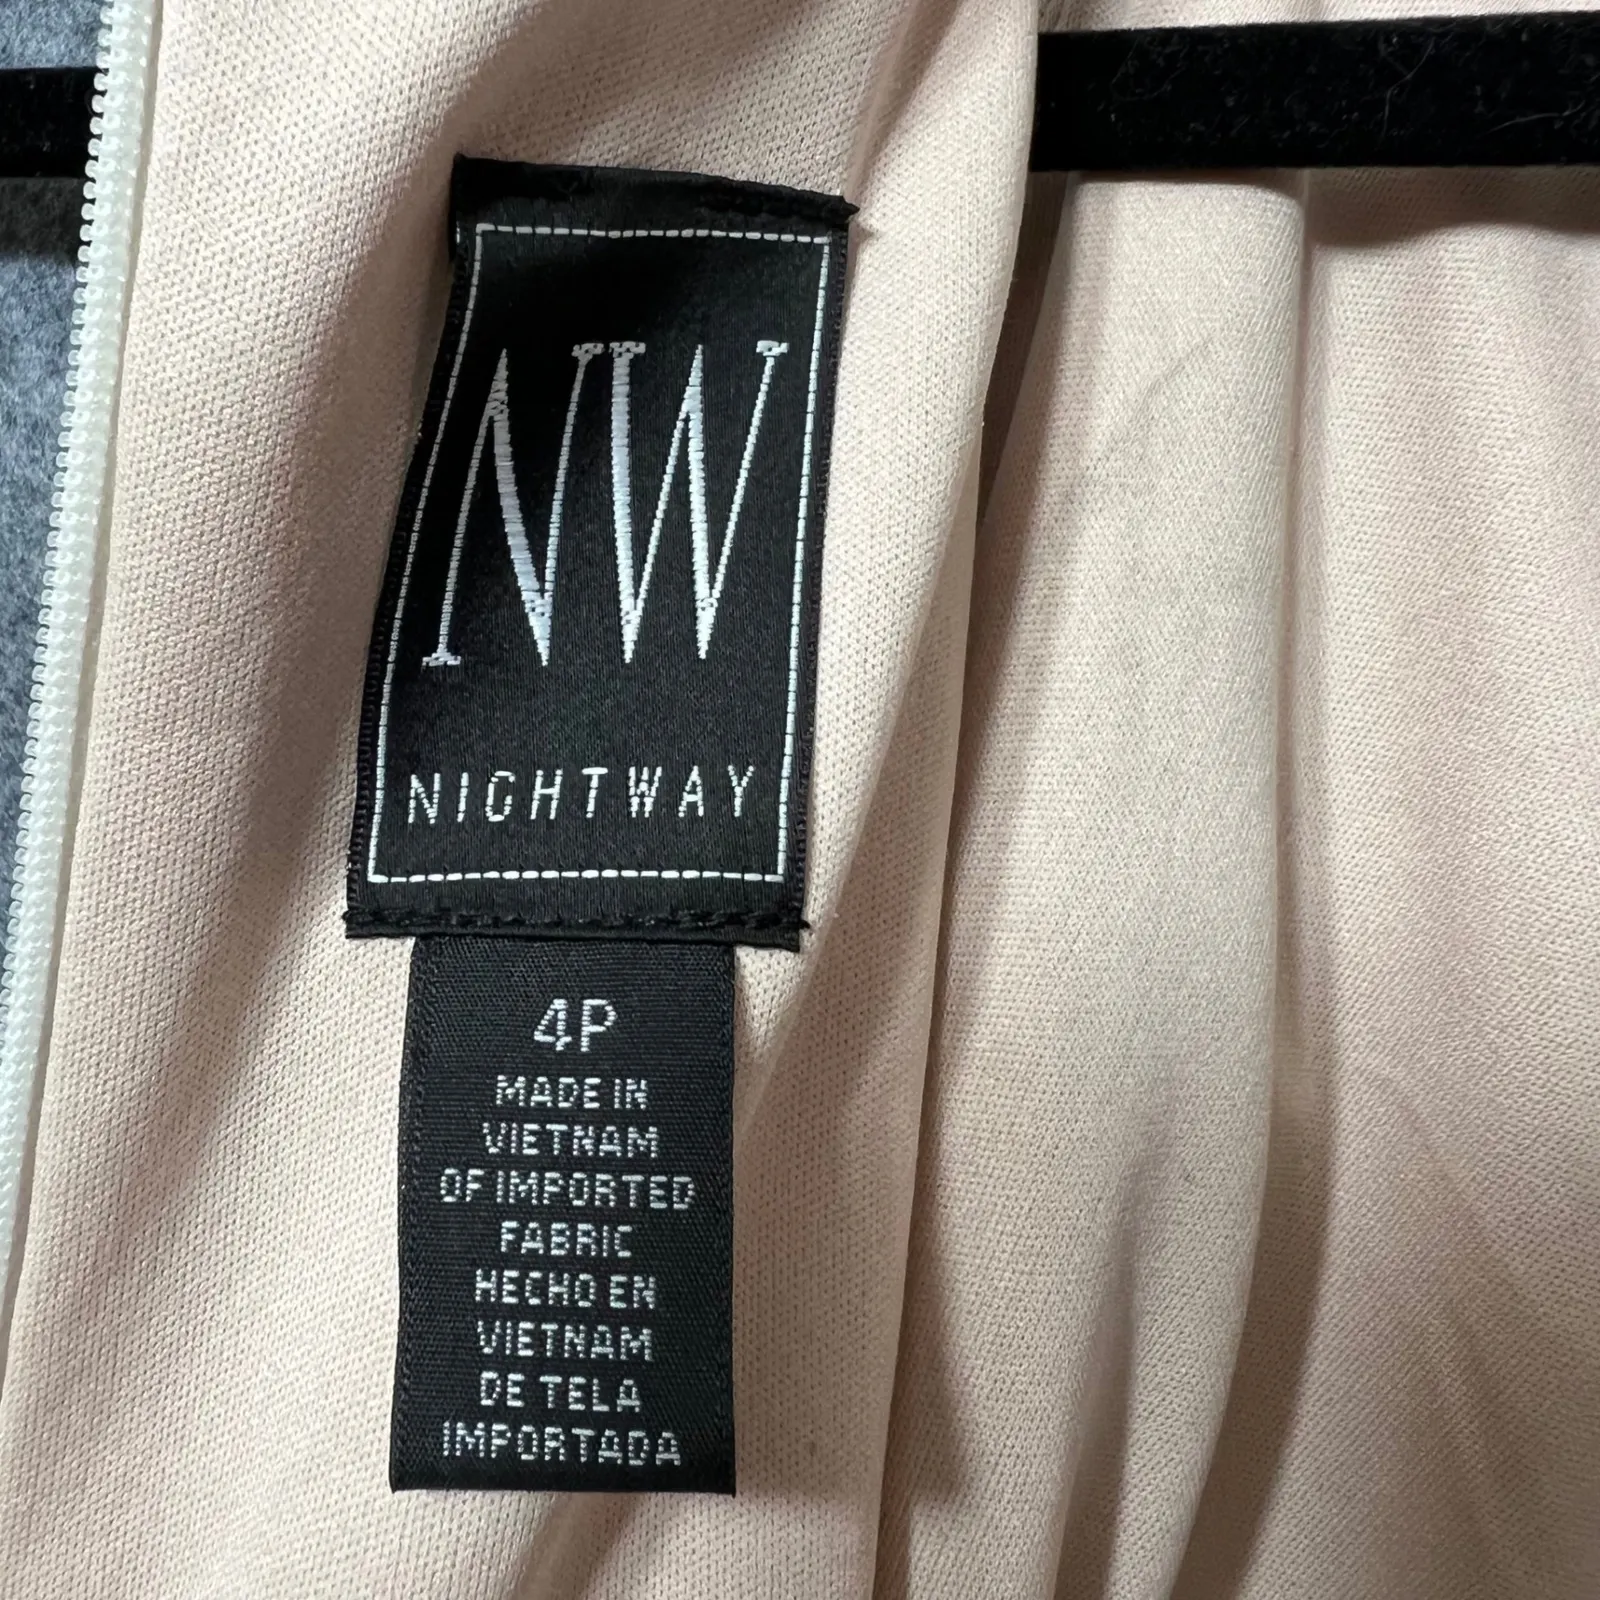 NW
NIGHTWAY
4P
MADE IN
VIETNAM
OF IMPORTED
FABRIC
HECHO EN
VIETNAM
DE TELA
IMPORTADA